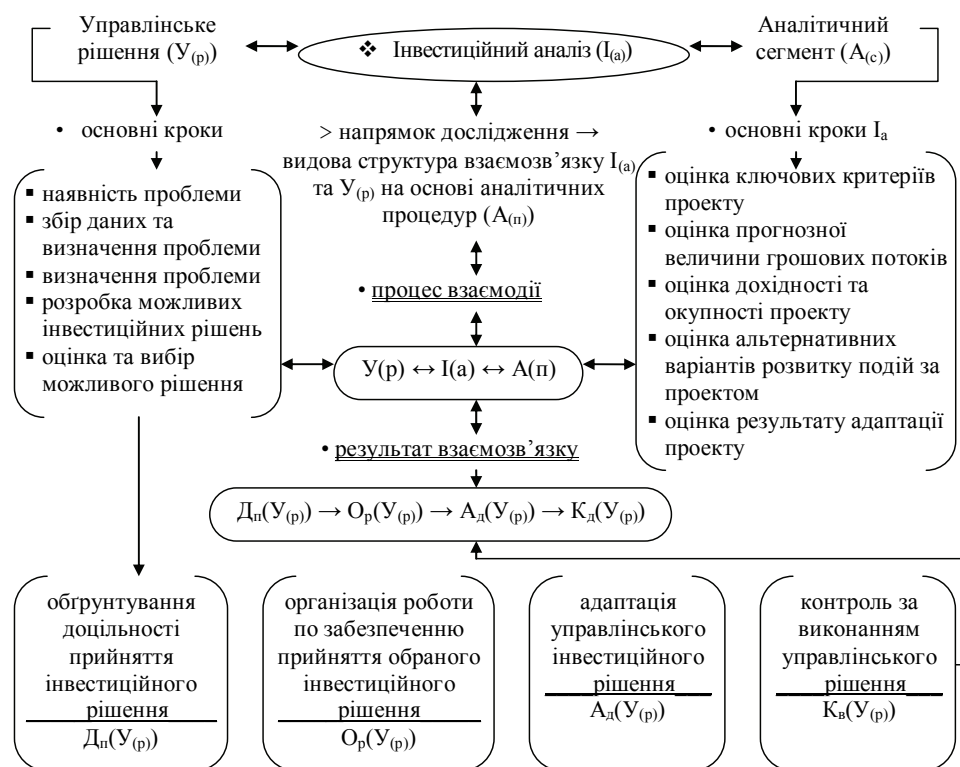 Управлінське
рішення (У(р))
❖ Інвестиційний аналіз (І(а))
Аналітичний
сегмент (А(с))
• основні кроки
> напрямок дослідження →
видова структура взаємозв’язку І(а)
та У(р) на основі аналітичних
процедур (А(п))
• основні кроки Іа
▪ наявність проблеми
▪ збір даних та
визначення проблеми
▪ визначення проблеми
▪ розробка можливих
інвестиційних рішень
▪ оцінка та вибір
можливого рішення
• процес взаємодії
У(р) ↔ І(а) ↔ А(п)
• результат взаємозв’язку
Дп(У(р)) → Ор(У(р)) → Ад(У(р)) → Кд(У(р))
▪ оцінка ключових критеріїв
проекту
▪ оцінка прогнозної
величини грошових потоків
▪ оцінка дохідності та
окупності проекту
▪ оцінка альтернативних
варіантів розвитку подій за
проектом
▪ оцінка результату адаптації
проекту
обґрунтування
доцільності
прийняття
інвестиційного
рішення
Дп(У(р))
організація роботи
по забезпеченню
прийняття обраного
інвестиційного
рішення
Ор(У(р))
адаптація
управлінського
інвестиційного
рішення
Ад(У(р))
контроль за
виконанням
управлінського
рішення
Кв(У(р))